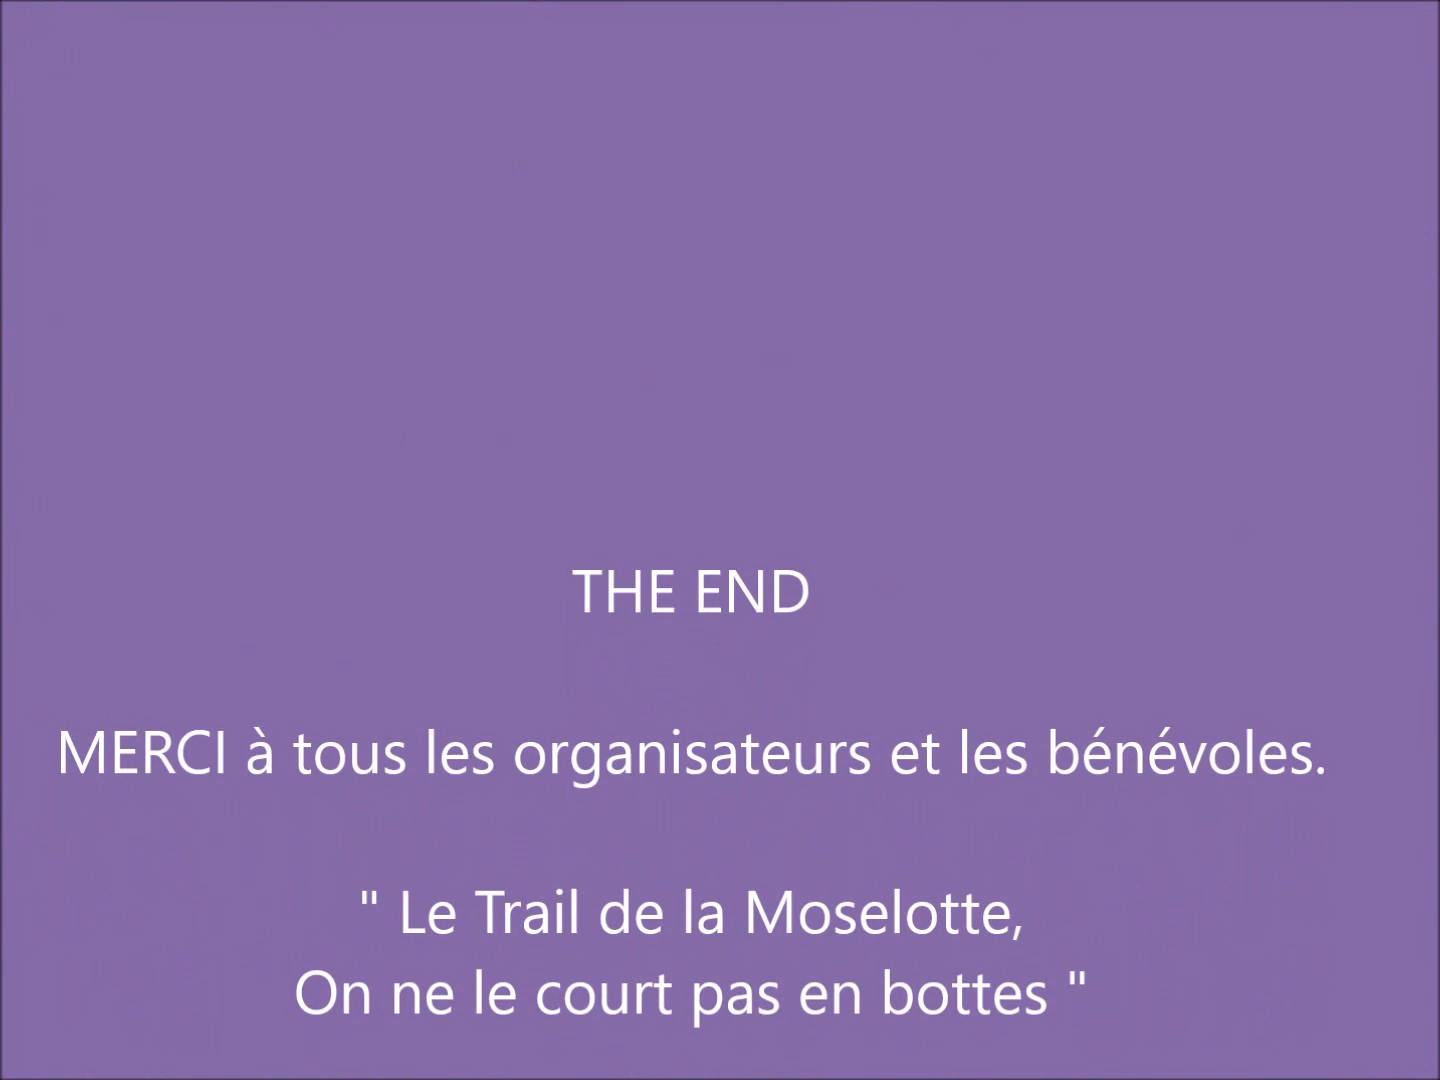 THE END
MERCI à tous les organisateurs et les bénévoles.
" Le Trail de la Moselotte,
On ne le court pas en bottes "